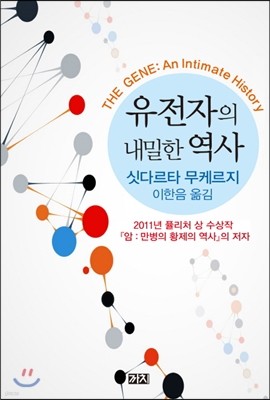 THE GENE: An Intimate History
유전자의
내밀한 역사
싯다르타 무케르지
이한음 옮김
2011년 퓰리처 상 수상작
『암 : 만병의 황제의 역사』의 저자
까치
YES24.COM